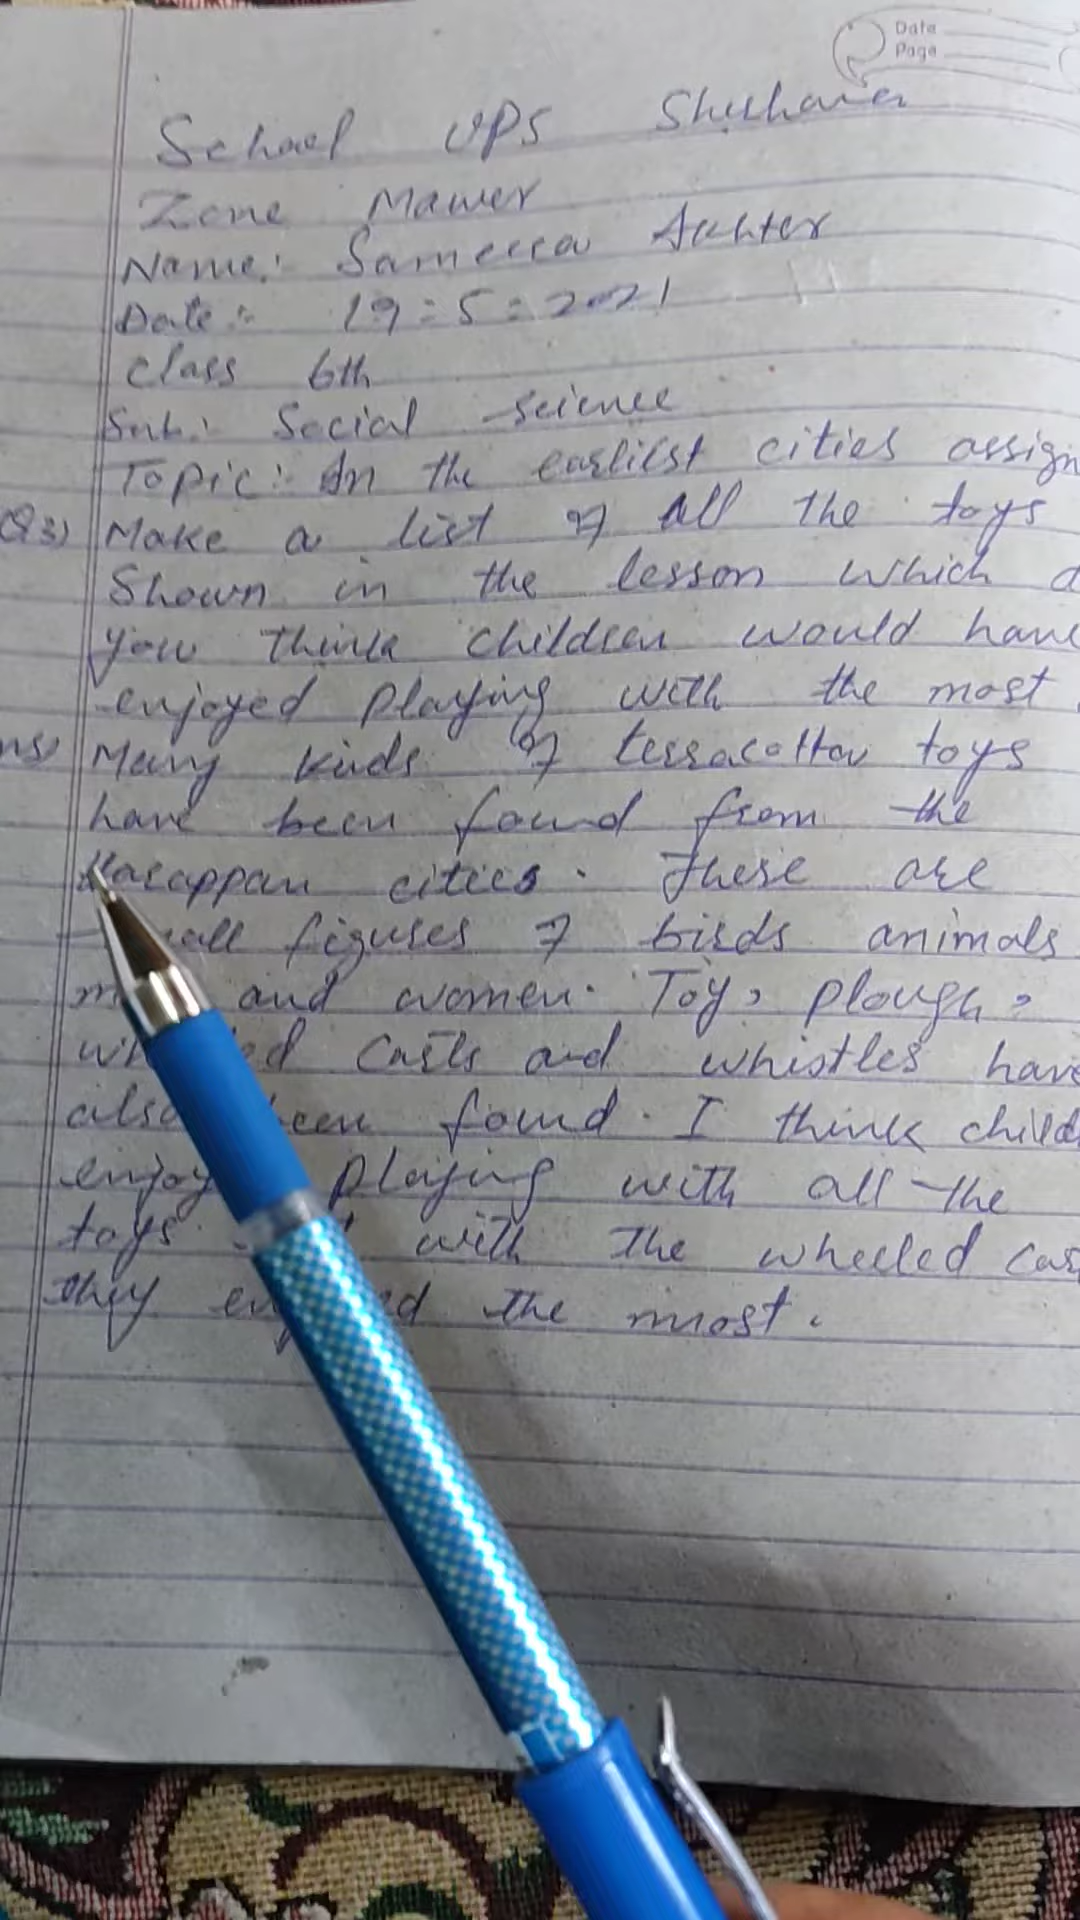 Date
Page
School UPS
Zone Mawer
Name:- Sameera Akhter
Date:- 19=5=2021
Class 6th
Sub:- Social science
Topic:- In the earliest cities assign
Q3) Make a list of all the toys
Shown in the lesson which
you think children would have
enjoyed playing with the most.
ns) Many kinds of terracotta toys
have been found from the
Harappan cities. These are
small figures of birds animals
and women. Toy, plough,
carts and whistles have
also been found. I think child
enjoy playing with all the
toys. with the wheeled car
they enjoyed the most.